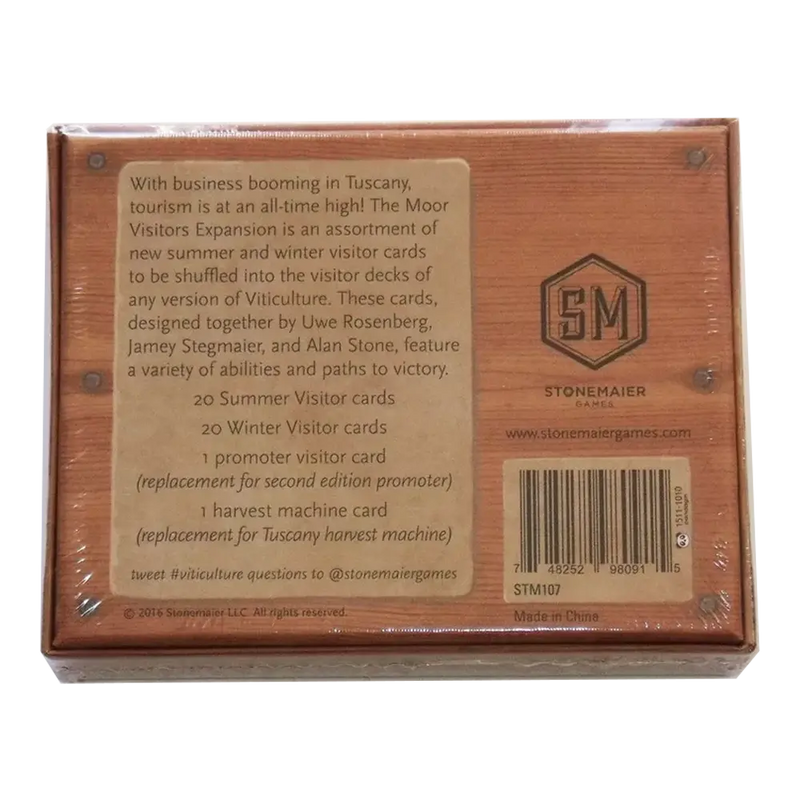 With business booming in Tuscany,
tourism is at an all-time high! The Moor
Visitors Expansion is an assortment of
new summer and winter visitor cards
to be shuffled into the visitor decks of
any version of Viticulture. These cards,
designed together by Uwe Rosenberg,
Jamey Stegmaier, and Alan Stone, feature
a variety of abilities and paths to victory.
20 Summer Visitor cards
20 Winter Visitor cards
1 promoter visitor card
(replacement for second edition promoter)
1 harvest machine card
(replacement for Tuscany harvest machine)
tweet #viticulture questions to @stonemaiergames
© 2016 Stonemaier LLC. All rights reserved.
SM
STONEMAIER
GAMES
www.stonemaiergames.com
1511-1010
7 48252 98091 5
STM107
Made in China